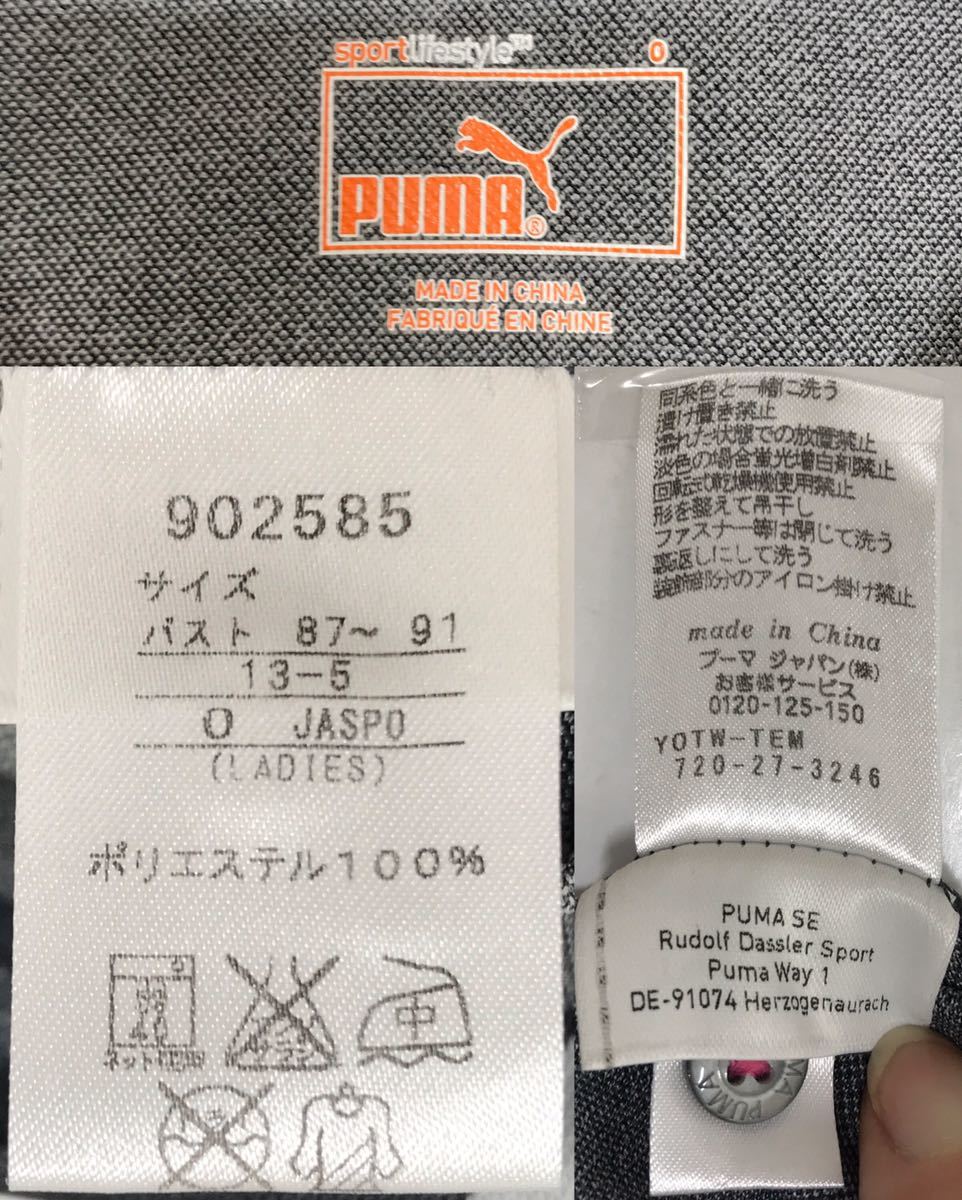 sportlifestyle™ O
PUMA®
MADE IN CHINA
FABRIQUÉ EN CHINE
902585
サイズ
バスト 87~ 91
13-5
O JASPO
(LADIES)
ポリエステル100%
ネット使用
中
同系色と一緒に洗う
漬け置き禁止
濡れた状態での放置禁止
淡色の場合蛍光増白剤禁止
回転式乾燥機使用禁止
形を整えて吊干し
ファスナー等は閉じて洗う
裏返しにして洗う
装飾部分のアイロン掛け禁止
made in China
プーマ ジャパン(株)
お客様サービス
0120-125-150
YOTW-TEM
720-27-3246
PUMA SE
Rudolf Dassler Sport
Puma Way 1
DE-91074 Herzogenaurach
PUMA